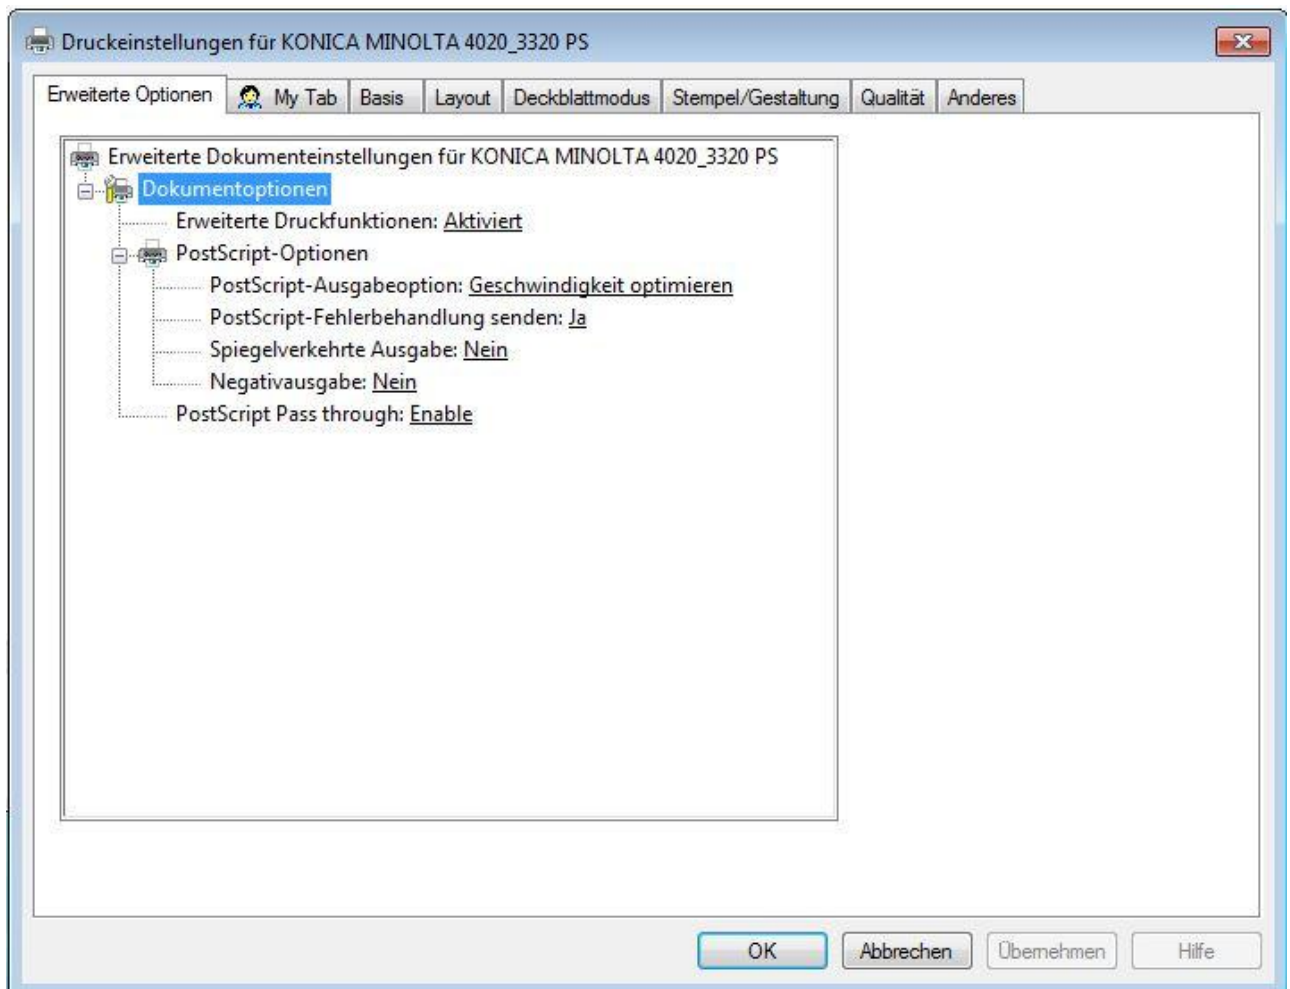 Druckeinstellungen für KONICA MINOLTA 4020_3320 PS
Erweiterte Optionen My Tab Basis Layout Deckblattmodus Stempel/Gestaltung Qualität Anderes
Erweiterte Dokumenteinstellungen für KONICA MINOLTA 4020_3320 PS
Dokumentoptionen
Erweiterte Druckfunktionen: Aktiviert
PostScript-Optionen
PostScript-Ausgabeoption: Geschwindigkeit optimieren
PostScript-Fehlerbehandlung senden: Ja
Spiegelverkehrte Ausgabe: Nein
Negativausgabe: Nein
PostScript Pass through: Enable
OK Abbrechen Übernehmen Hilfe